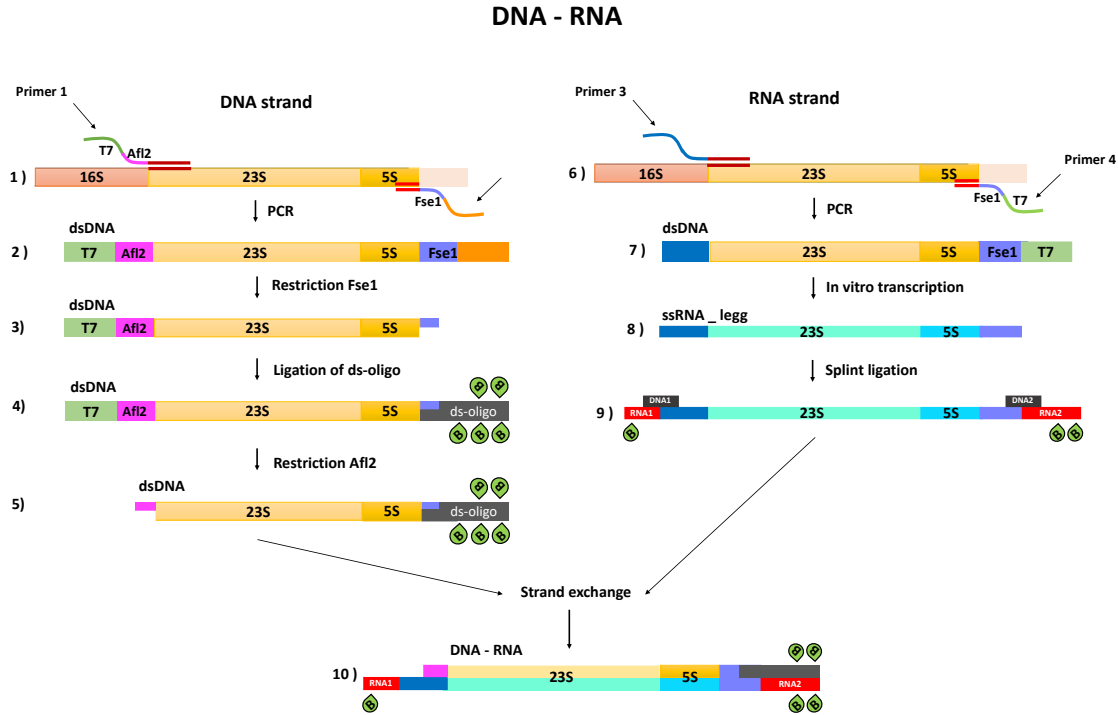 DNA - RNA
Primer 1
DNA strand
T7
Afl2
1 )
16S
23S
5S
Fse1
PCR
dsDNA
2 )
T7
Afl2
23S
5S
Fse1
Restriction Fse1
dsDNA
3)
T7
Afl2
23S
5S
Ligation of ds-oligo
dsDNA
B B
4)
T7
Afl2
23S
5S
ds-oligo
B B B
Restriction Afl2
dsDNA
B B
5)
23S
5S
ds-oligo
B B B
Primer 3
RNA strand
Primer 4
6 )
16S
23S
5S
Fse1
T7
PCR
dsDNA
7 )
23S
5S
Fse1
T7
In vitro transcription
ssRNA _ legg
8 )
23S
5S
Splint ligation
DNA1
DNA2
9 )
RNA1
23S
5S
RNA2
B
B B
Strand exchange
DNA - RNA
B B
10 )
RNA1
23S
5S
RNA2
B
B B